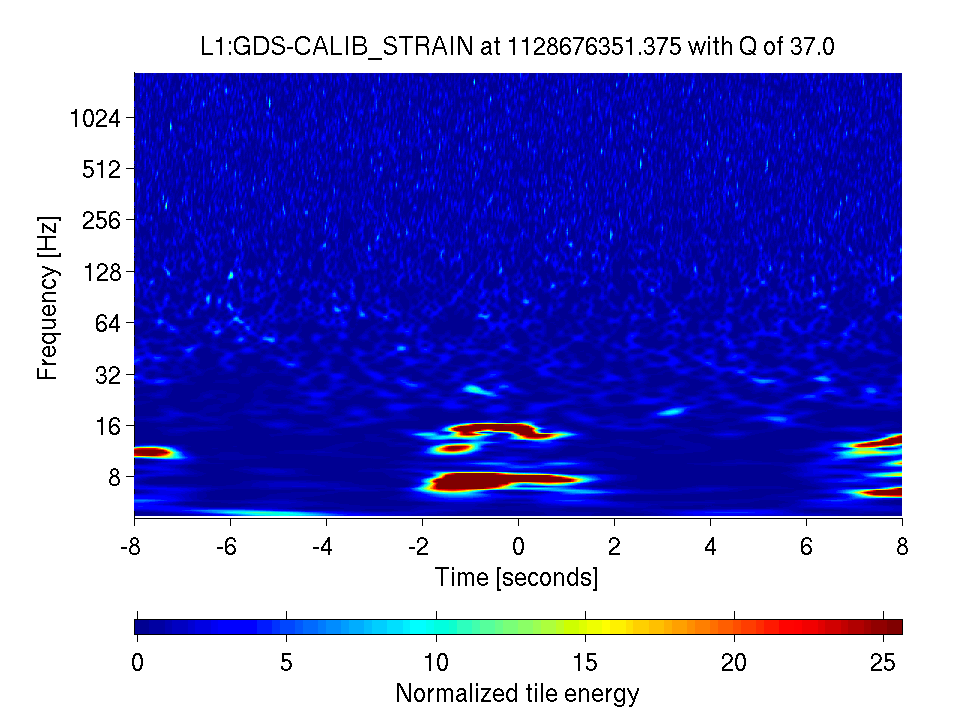 L1:GDS-CALIB_STRAIN at 1128676351.375 with Q of 37.0
Frequency [Hz]
1024
512
256
128
64
32
16
8
-8 -6 -4 -2 0 2 4 6 8
Time [seconds]
0 5 10 15 20 25
Normalized tile energy